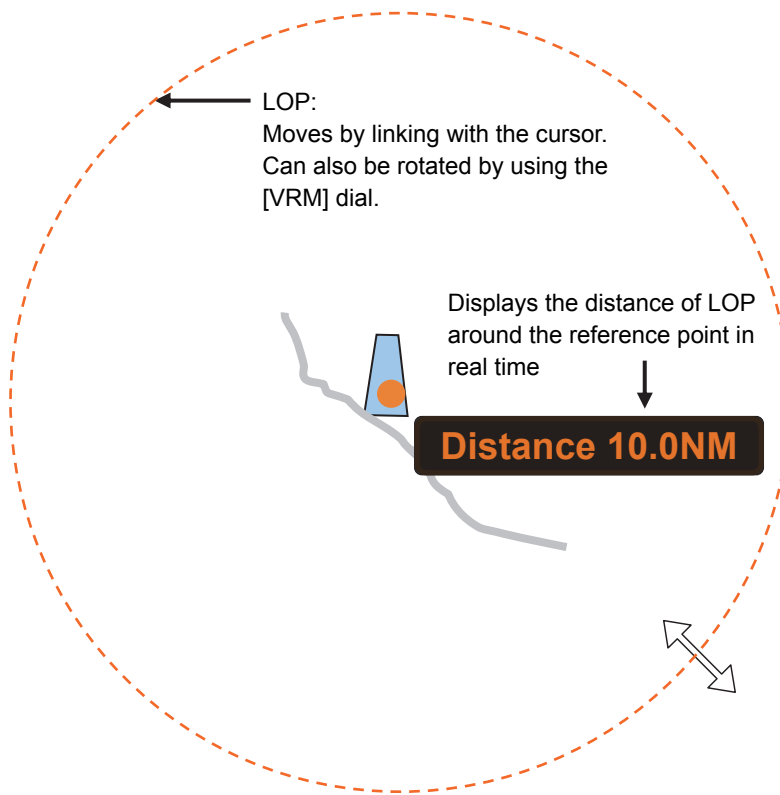 LOP:
Moves by linking with the cursor.
Can also be rotated by using the
[VRM] dial.
Displays the distance of LOP
around the reference point in
real time
Distance 10.0NM